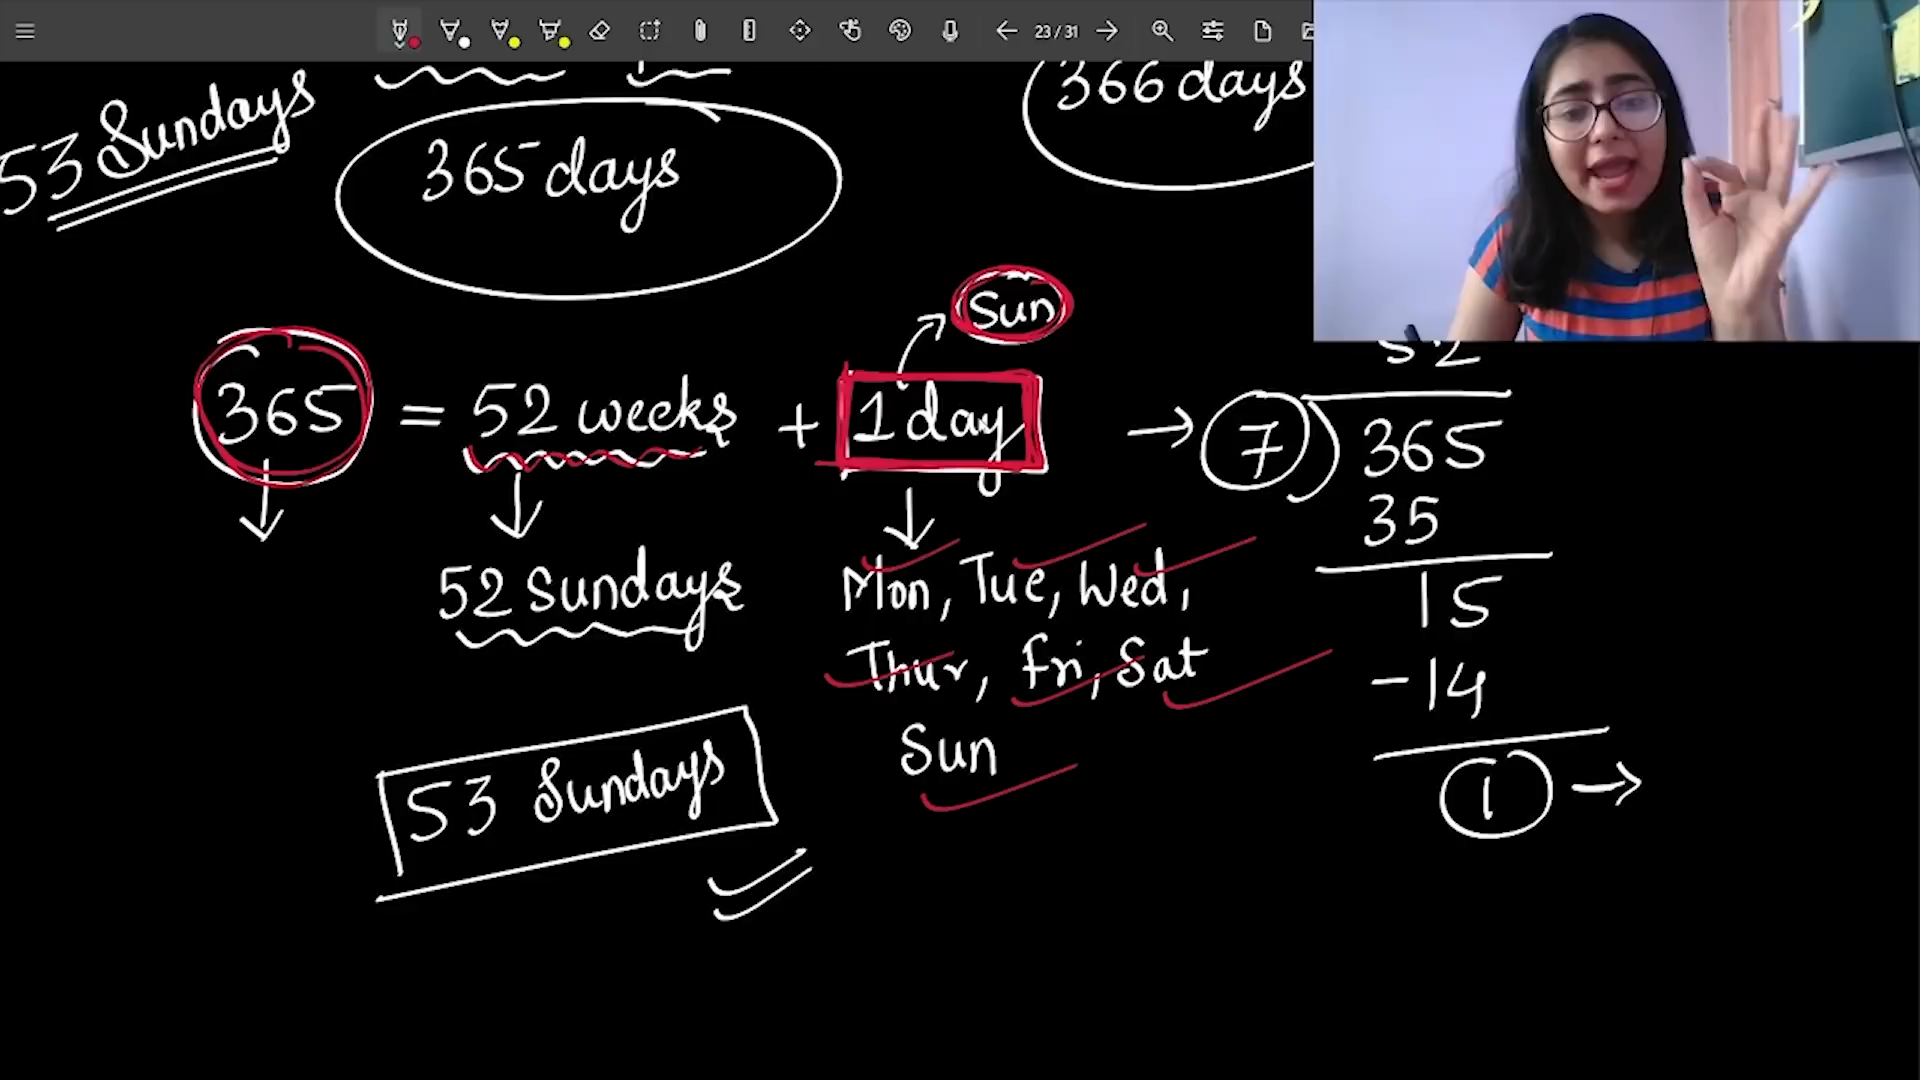 23 / 31
53 Sundays
365 days
366 days
Sun
365 = 52 weeks + 1 day
52 Sundays
Mon, Tue, Wed,
Thur, Fri, Sat
Sun
53 Sundays
→ 7) 365
35
15
-14
1 →